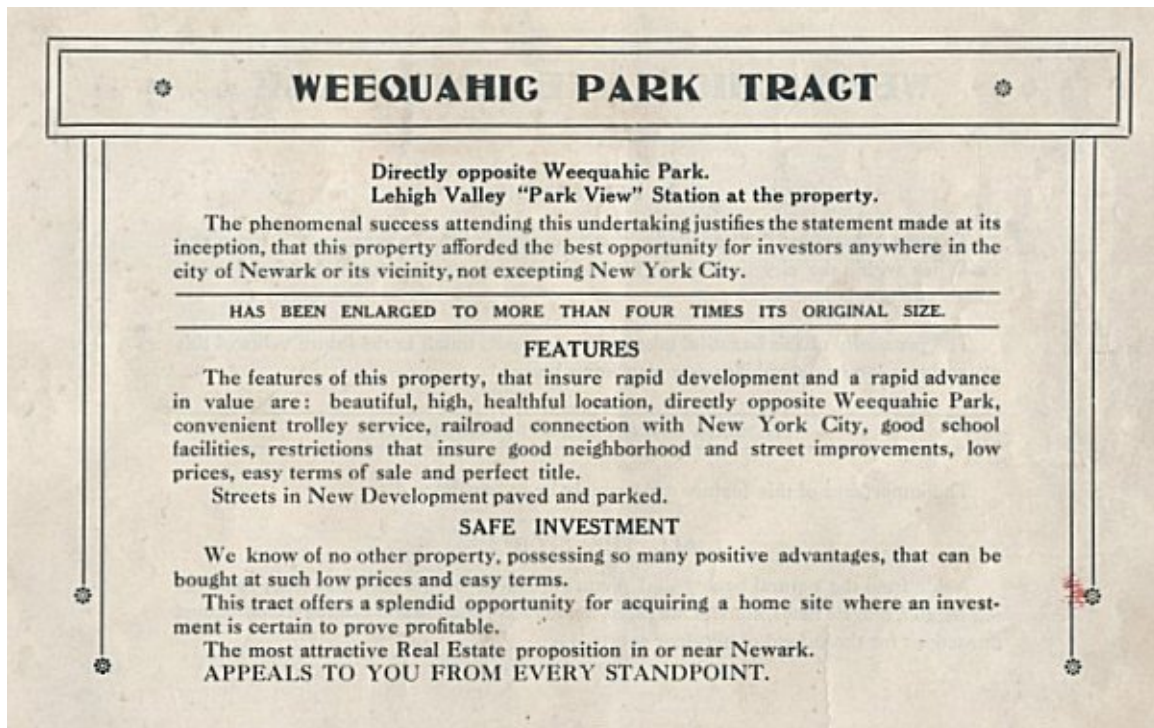 WEEQUAHIC PARK TRACT
Directly opposite Weequahic Park.
Lehigh Valley "Park View" Station at the property.
The phenomenal success attending this undertaking justifies the statement made at its
inception, that this property afforded the best opportunity for investors anywhere in the
city of Newark or its vicinity, not excepting New York City.
HAS BEEN ENLARGED TO MORE THAN FOUR TIMES ITS ORIGINAL SIZE.
FEATURES
The features of this property, that insure rapid development and a rapid advance
in value are: beautiful, high, healthful location, directly opposite Weequahic Park,
convenient trolley service, railroad connection with New York City, good school
facilities, restrictions that insure good neighborhood and street improvements, low
prices, easy terms of sale and perfect title.
Streets in New Development paved and parked.
SAFE INVESTMENT
We know of no other property, possessing so many positive advantages, that can be
bought at such low prices and easy terms.
This tract offers a splendid opportunity for acquiring a home site where an invest-
ment is certain to prove profitable.
The most attractive Real Estate proposition in or near Newark.
APPEALS TO YOU FROM EVERY STANDPOINT.